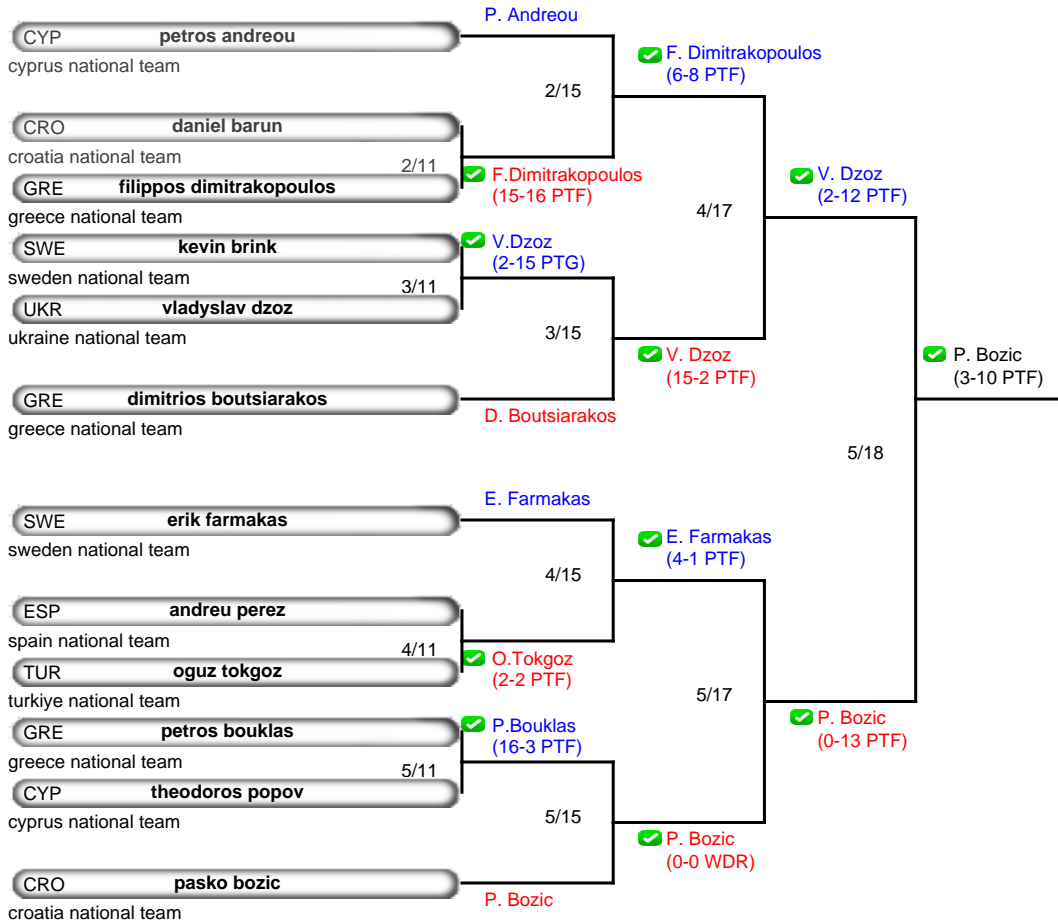 P. Andreou
CYP petros andreou
cyprus national team
F. Dimitrakopoulos
(6-8 PTF)
2/15
CRO daniel barun
croatia national team
2/11
F.Dimitrakopoulos
(15-16 PTF)
GRE filippos dimitrakopoulos
greece national team
V. Dzoz
(2-12 PTF)
4/17
SWE kevin brink
sweden national team
V.Dzoz
(2-15 PTG)
3/11
UKR vladyslav dzoz
ukraine national team
3/15
V. Dzoz
(15-2 PTF)
P. Bozic
(3-10 PTF)
GRE dimitrios boutsiarakos
greece national team
D. Boutsiarakos
5/18
E. Farmakas
SWE erik farmakas
sweden national team
E. Farmakas
(4-1 PTF)
4/15
ESP andreu perez
spain national team
4/11
O.Tokgoz
(2-2 PTF)
TUR oguz tokgoz
turkiye national team
5/17
P. Bozic
(0-13 PTF)
GRE petros bouklas
greece national team
P.Bouklas
(16-3 PTF)
5/11
CYP theodoros popov
cyprus national team
5/15
P. Bozic
(0-0 WDR)
CRO pasko bozic
croatia national team
P. Bozic